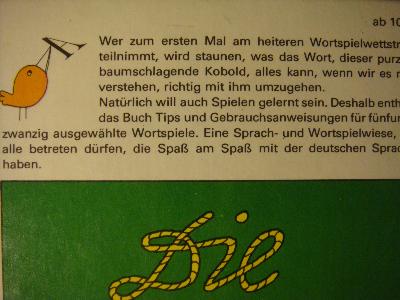 ab 10
Wer zum ersten Mal am heiteren Wortspielwettstr
teilnimmt, wird staunen, was das Wort, dieser purz
baumschlagende Kobold, alles kann, wenn wir es r
verstehen, richtig mit ihm umzugehen.
Natürlich will auch Spielen gelernt sein. Deshalb enth
das Buch Tips und Gebrauchsanweisungen für fünfur
zwanzig ausgewählte Wortspiele. Eine Sprach- und Wortspielwiese,
alle betreten dürfen, die Spaß am Spaß mit der deutschen Sprac
haben.
Die